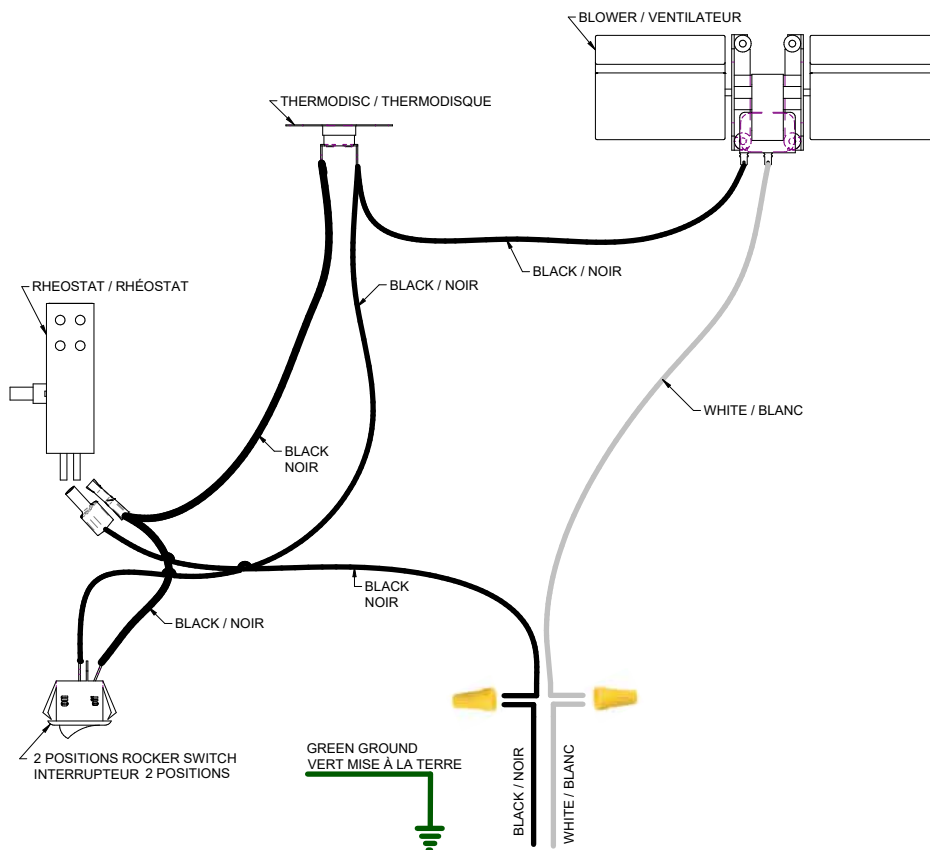 BLOWER / VENTILATEUR
THERMODISC / THERMODISQUE
BLACK / NOIR
RHEOSTAT / RHÉOSTAT
BLACK / NOIR
WHITE / BLANC
BLACK
NOIR
BLACK
NOIR
BLACK / NOIR
2 POSITIONS ROCKER SWITCH
INTERRUPTEUR 2 POSITIONS
GREEN GROUND
VERT MISE À LA TERRE
BLACK / NOIR
WHITE / BLANC